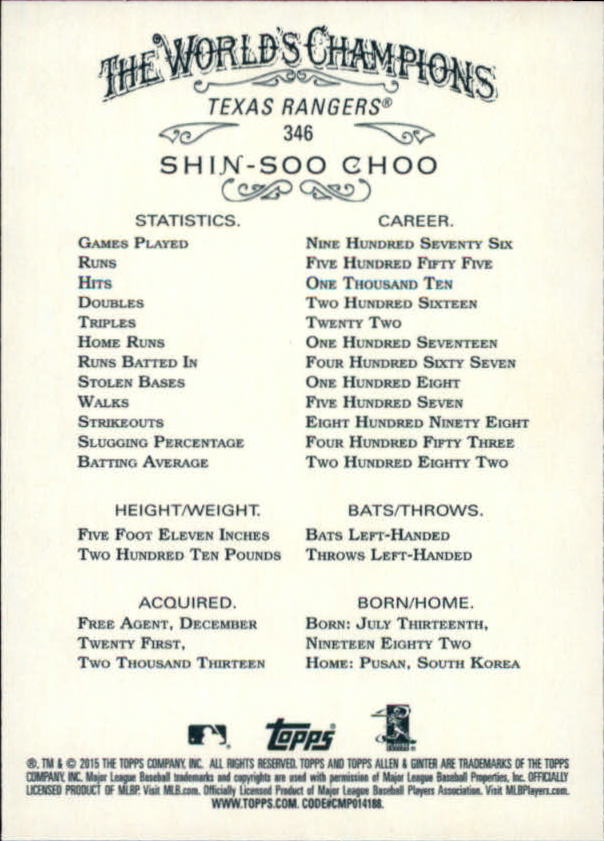 THE WORLD'S CHAMPIONS
TEXAS RANGERS®
346
SHIN-SOO CHOO
STATISTICS. CAREER.
GAMES PLAYED NINE HUNDRED SEVENTY SIX
RUNS FIVE HUNDRED FIFTY FIVE
HITS ONE THOUSAND TEN
DOUBLES TWO HUNDRED SIXTEEN
TRIPLES TWENTY TWO
HOME RUNS ONE HUNDRED SEVENTEEN
RUNS BATTED IN FOUR HUNDRED SIXTY SEVEN
STOLEN BASES ONE HUNDRED EIGHT
WALKS FIVE HUNDRED SEVEN
STRIKEOUTS EIGHT HUNDRED NINETY EIGHT
SLUGGING PERCENTAGE FOUR HUNDRED FIFTY THREE
BATTING AVERAGE TWO HUNDRED EIGHTY TWO
HEIGHT/WEIGHT.
FIVE FOOT ELEVEN INCHES
TWO HUNDRED TEN POUNDS
BATS/THROWS.
BATS LEFT-HANDED
THROWS LEFT-HANDED
ACQUIRED.
FREE AGENT, DECEMBER
TWENTY FIRST,
TWO THOUSAND THIRTEEN
BORN/HOME.
BORN: JULY THIRTEENTH,
NINETEEN EIGHTY TWO
HOME: PUSAN, SOUTH KOREA
topps®
®, TM & © 2015 THE TOPPS COMPANY, INC. ALL RIGHTS RESERVED. TOPPS AND TOPPS ALLEN & GINTER ARE TRADEMARKS OF THE TOPPS
COMPANY, INC. Major League Baseball trademarks and copyrights are used with permission of Major League Baseball Properties, Inc. OFFICIALLY
LICENSED PRODUCT OF MLBP. Visit MLB.com. Officially Licensed Product of Major League Baseball Players Association. Visit MLBPlayers.com.
WWW.TOPPS.COM. CODE#CMP014188.